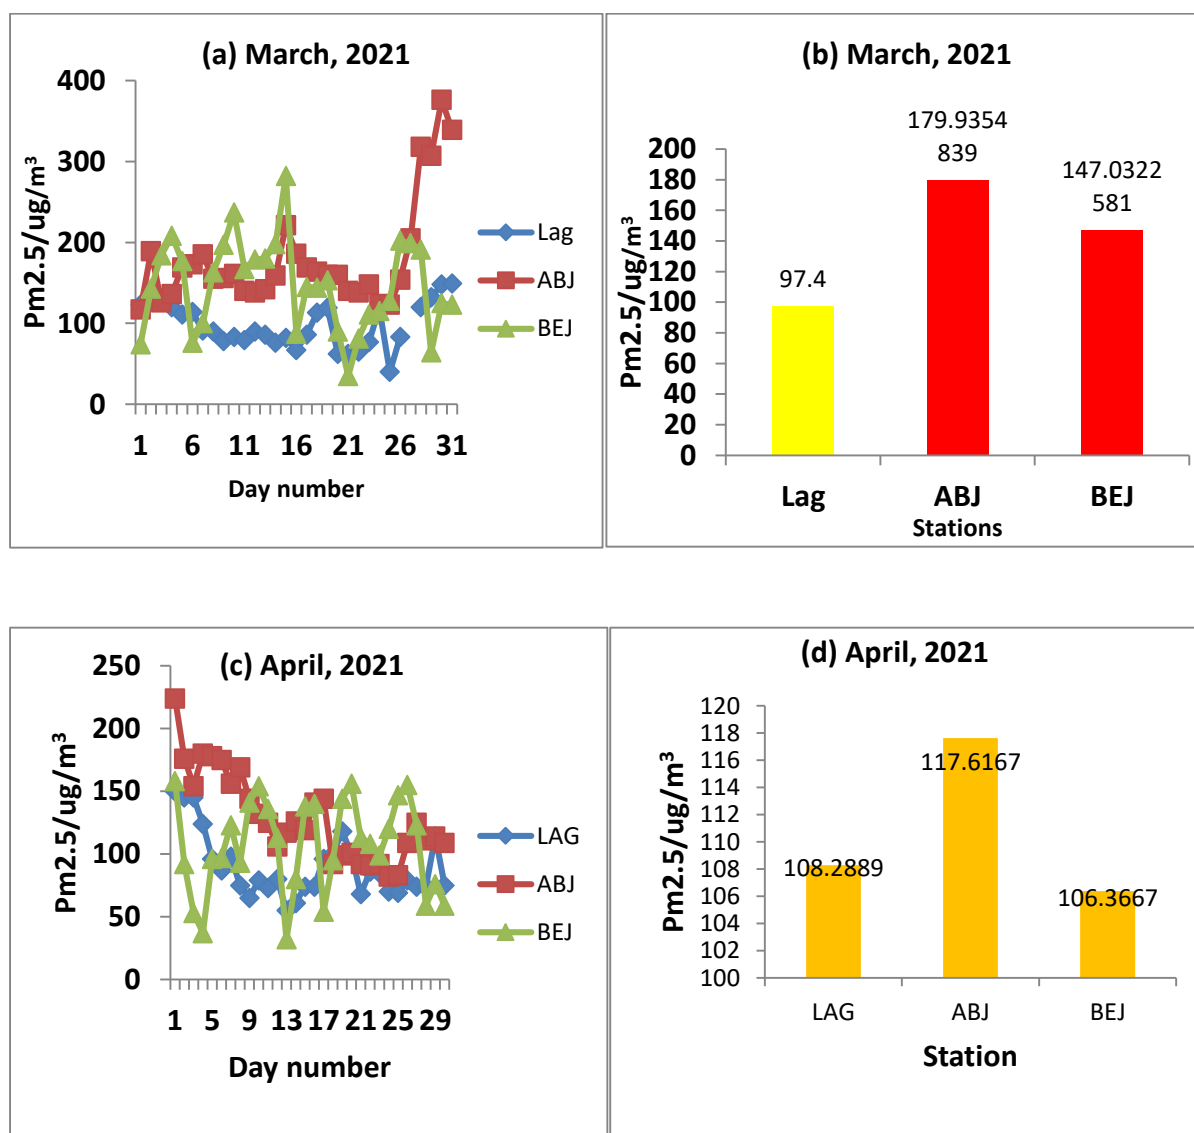 (a) March, 2021
Pm2.5/ug/m³
400
300
200
100
0
1 6 11 16 21 26 31
Day number
Lag
ABJ
BEJ
(b) March, 2021
Pm2.5/ug/m³
200
180
160
140
120
100
80
60
40
20
0
97.4
179.9354
839
147.0322
581
Lag ABJ BEJ
Stations
(c) April, 2021
Pm2.5/ug/m³
250
200
150
100
50
0
1 5 9 13 17 21 25 29
Day number
LAG
ABJ
BEJ
(d) April, 2021
Pm2.5/ug/m³
120
118
116
114
112
110
108
106
104
102
100
108.2889
117.6167
106.3667
LAG ABJ BEJ
Station